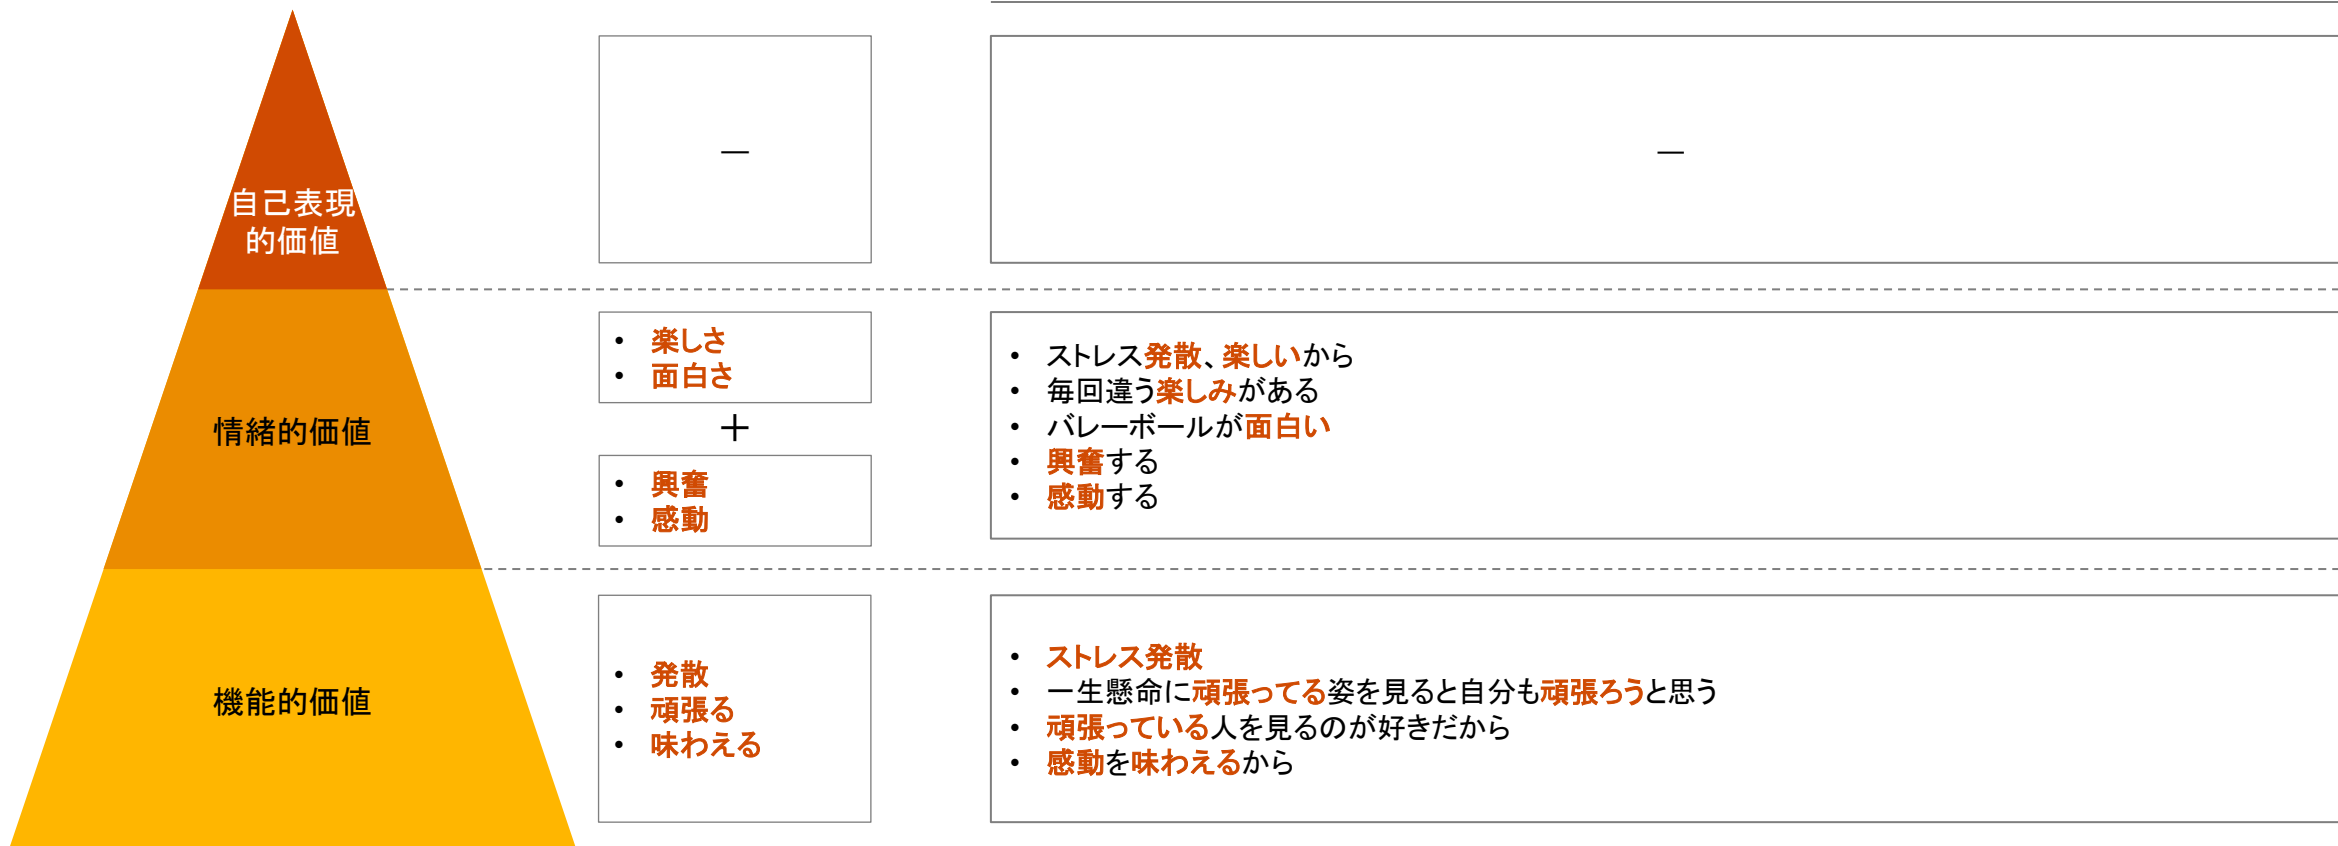 自己表現
的価値
－
－
情緒的価値
• 楽しさ
• 面白さ
＋
• 興奮
• 感動
• ストレス発散、楽しいから
• 毎回違う楽しみがある
• バレーボールが面白い
• 興奮する
• 感動する
機能的価値
• 発散
• 頑張る
• 味わえる
• ストレス発散
• 一生懸命に頑張ってる姿を見ると自分も頑張ろうと思う
• 頑張っている人を見るのが好きだから
• 感動を味わえるから